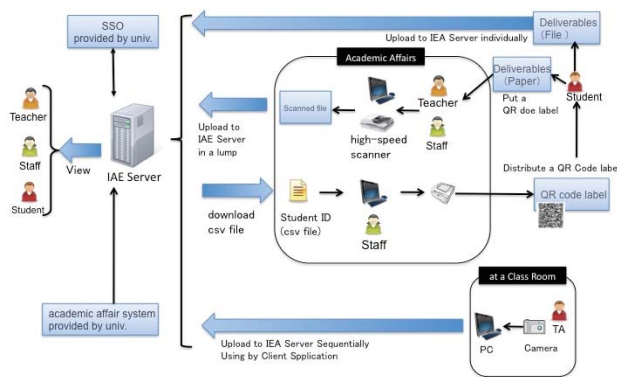 SSO
provided by univ.
Upload to IEA Server individually
Deliverables
(File )
Academic Affairs
Deliverables
(Paper)
Student
Put a
QR doe label
Teacher
Staff
Scanned file
high-speed
scanner
Upload to
IAE Server
in a lump
Teacher
Staff
Student
View
IAE Server
Distribute a QR Code label
QR code label
download
csv file
Student ID
(csv file)
Staff
at a Class Room
academic affair system
provided by univ.
Upload to IEA Server Sequentially
Using by Client Spplication
PC
Camera
TA